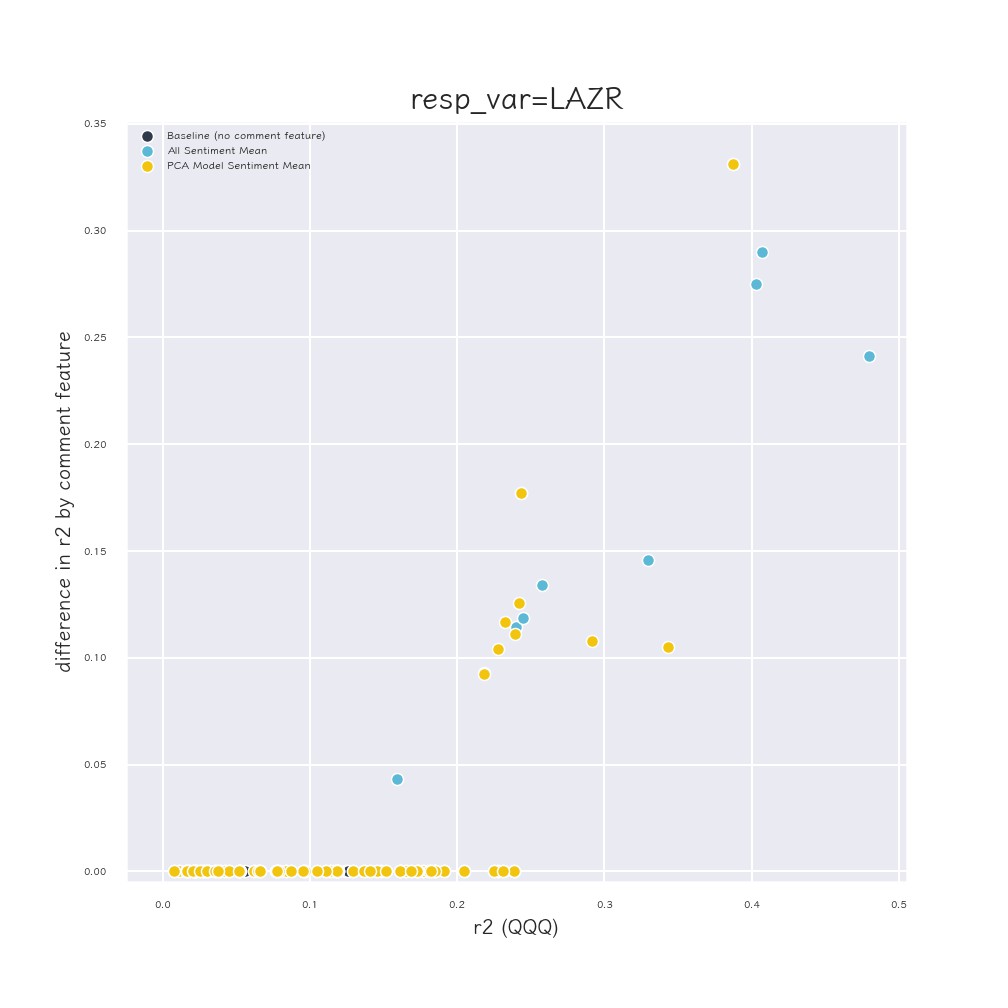 resp_var=LAZR
0.35
Baseline (no comment feature)
All Sentiment Mean
PCA Model Sentiment Mean
0.30
0.25
0.20
0.15
0.10
0.05
0.00
difference in r2 by comment feature
0.0 0.1 0.2 0.3 0.4 0.5
r2 (QQQ)